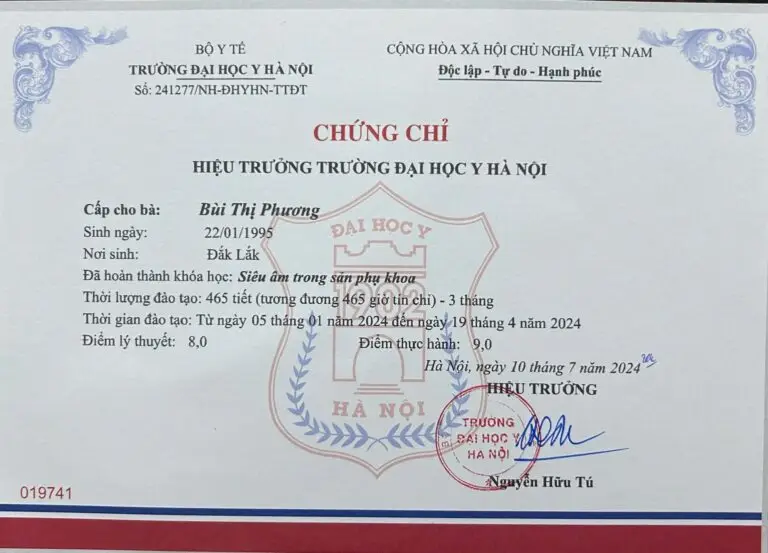 BỘ Y TẾ
TRƯỜNG ĐẠI HỌC Y HÀ NỘI
Số: 241277/NH-ĐHYHN-TTĐT
CỘNG HÒA XÃ HỘI CHỦ NGHĨA VIỆT NAM
Độc lập - Tự do - Hạnh phúc
CHỨNG CHỈ
HIỆU TRƯỞNG TRƯỜNG ĐẠI HỌC Y HÀ NỘI
Cấp cho bà: Bùi Thị Phương
Sinh ngày: 22/01/1995
Nơi sinh: Đắk Lắk
Đã hoàn thành khóa học: Siêu âm trong sản phụ khoa
Thời lượng đào tạo: 465 tiết (tương đương 465 giờ tín chỉ) - 3 tháng
Thời gian đào tạo: Từ ngày 05 tháng 01 năm 2024 đến ngày 19 tháng 4 năm 2024
Điểm lý thuyết: 8,0 Điểm thực hành: 9,0
Hà Nội, ngày 10 tháng 7 năm 2024
HIỆU TRƯỞNG
TRƯỜNG
ĐẠI HỌC Y
HÀ NỘI
Nguyễn Hữu Tú
ĐẠI HỌC Y
1902
HÀ NỘI
019741